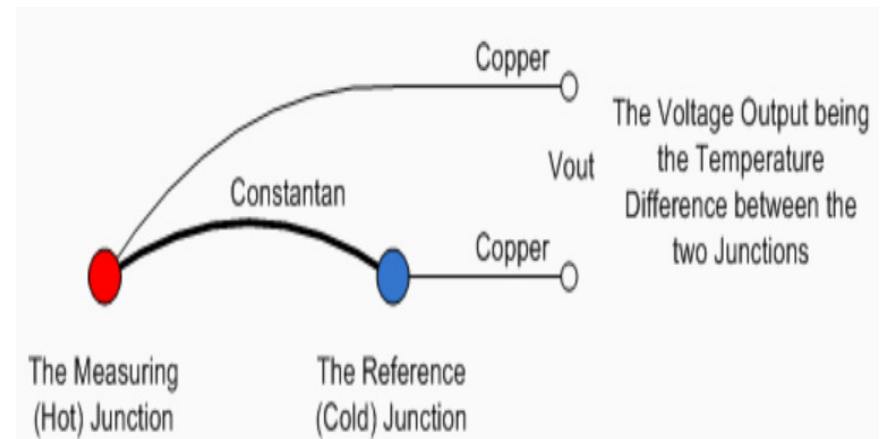 Copper
The Voltage Output being
the Temperature
Difference between the
two Junctions
Vout
Constantan
Copper
The Measuring
(Hot) Junction
The Reference
(Cold) Junction